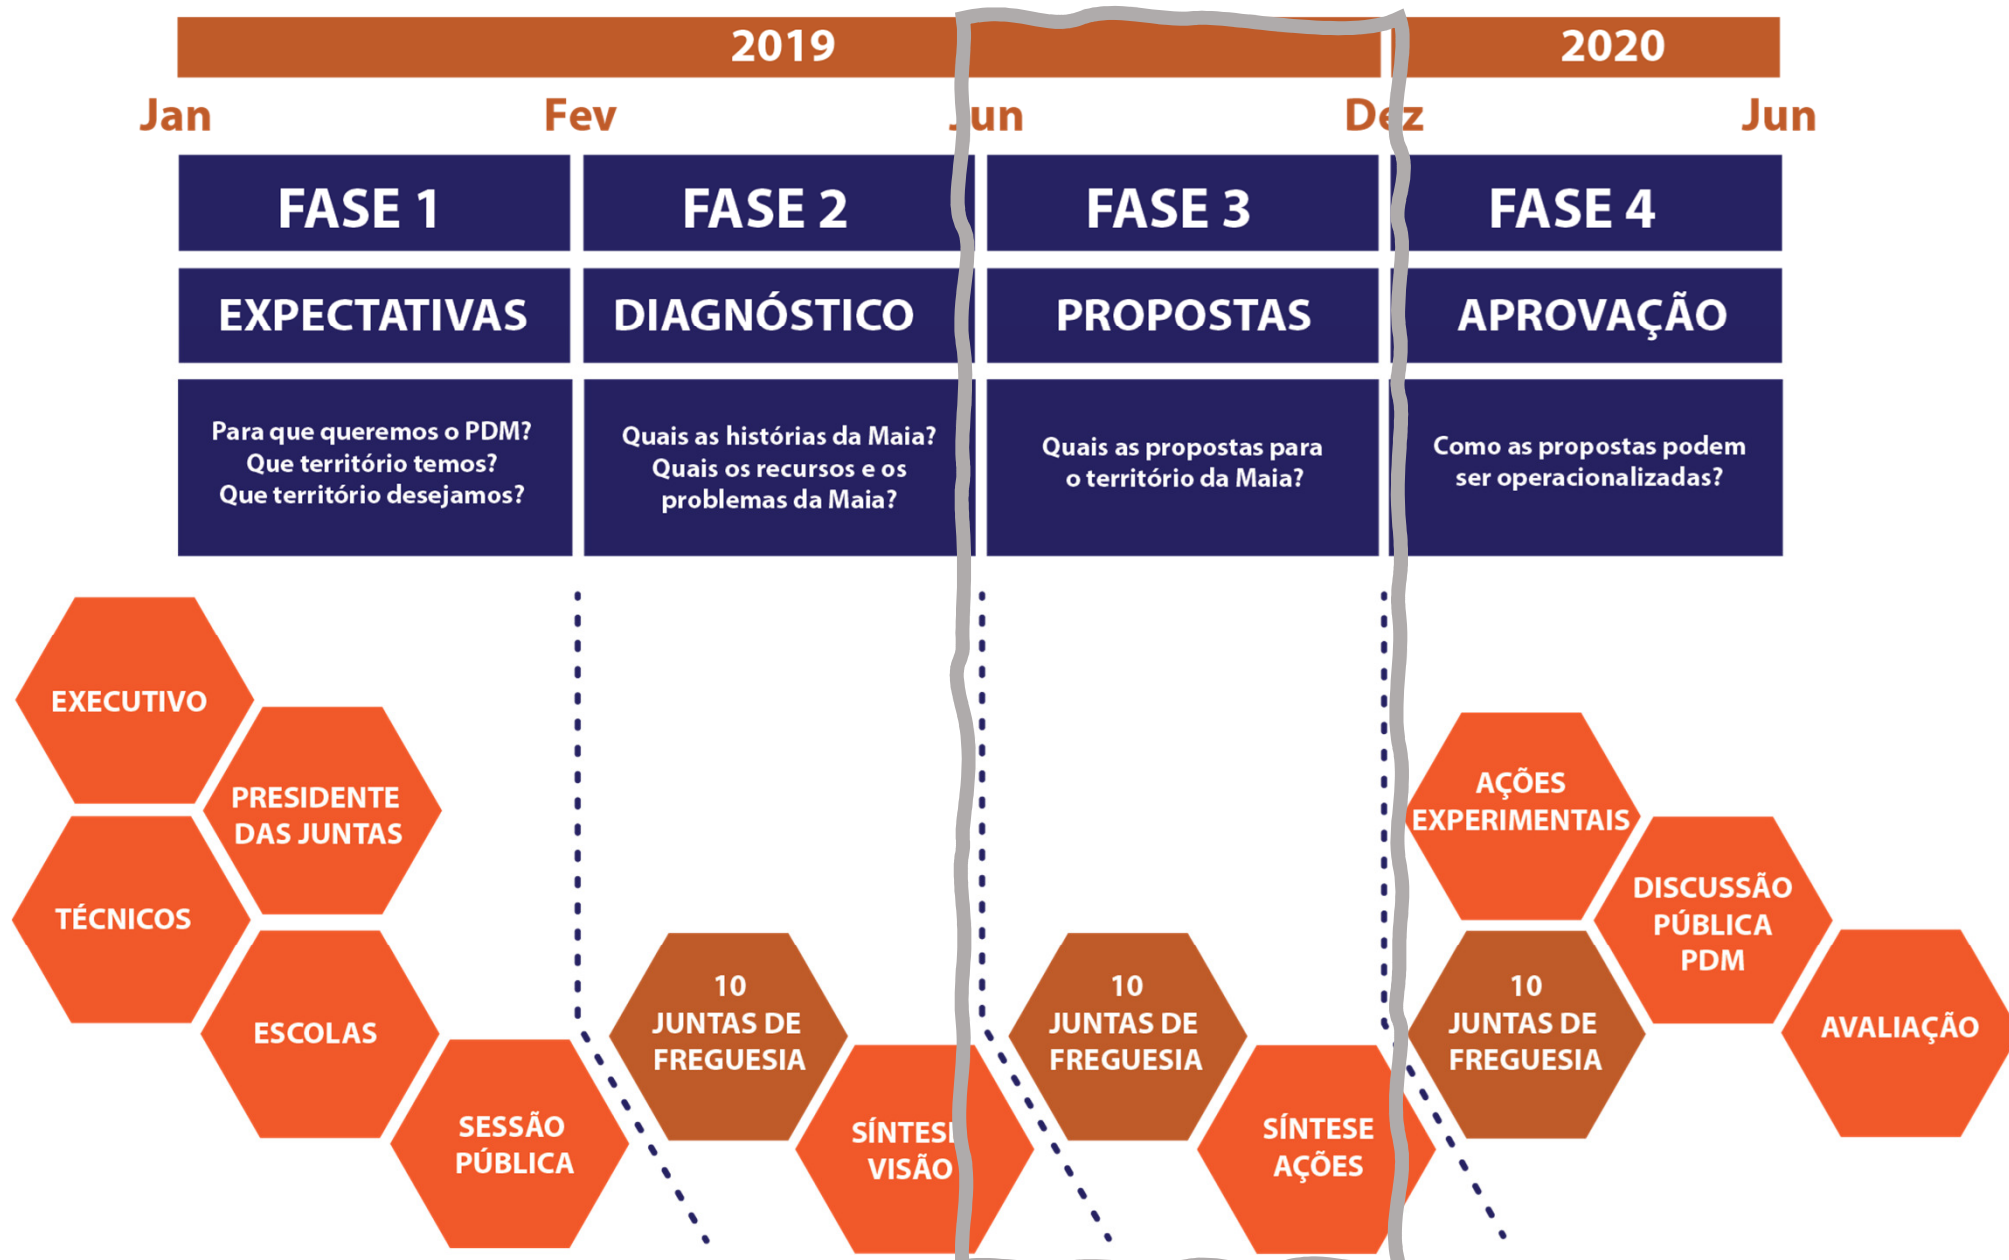 2019
2020
Jan
Fev
Jun
Dez
Jun
FASE 1
FASE 2
FASE 3
FASE 4
EXPECTATIVAS
DIAGNÓSTICO
PROPOSTAS
APROVAÇÃO
Para que queremos o PDM?
Que território temos?
Que território desejamos?
Quais as histórias da Maia?
Quais os recursos e os
problemas da Maia?
Quais as propostas para
o território da Maia?
Como as propostas podem
ser operacionalizadas?
EXECUTIVO
PRESIDENTE
DAS JUNTAS
TÉCNICOS
ESCOLAS
SESSÃO
PÚBLICA
10
JUNTAS DE
FREGUESIA
SÍNTESE
VISÃO
10
JUNTAS DE
FREGUESIA
SÍNTESE
AÇÕES
AÇÕES
EXPERIMENTAIS
DISCUSSÃO
PÚBLICA
PDM
10
JUNTAS DE
FREGUESIA
AVALIAÇÃO